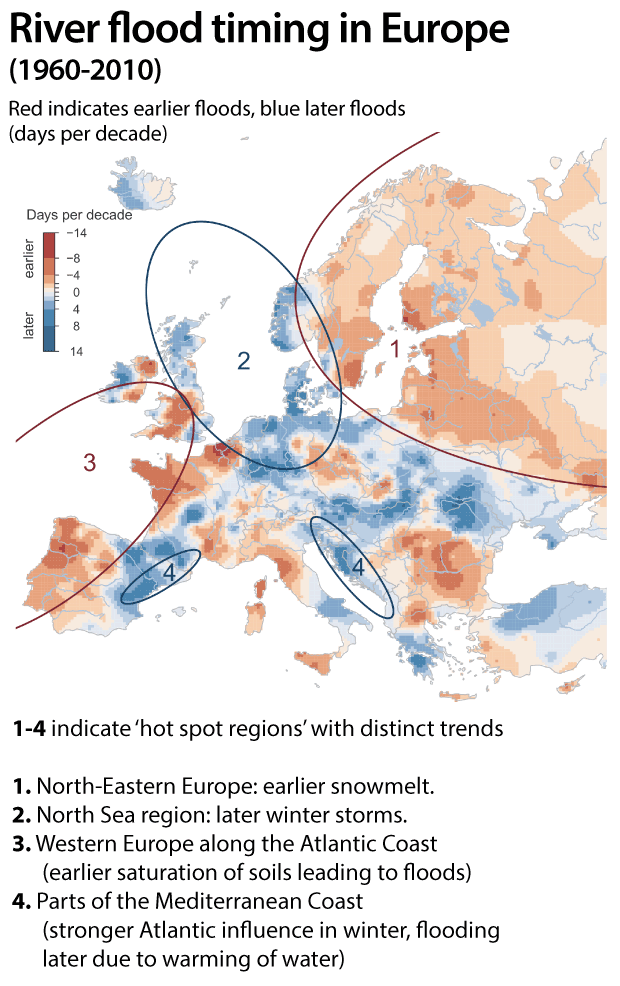 River flood timing in Europe
(1960-2010)
Red indicates earlier floods, blue later floods
(days per decade)
Days per decade
earlier
later
−14
−8
−4
0
4
8
14
1
2
3
4
4
1-4 indicate ‘hot spot regions’ with distinct trends
1. North-Eastern Europe: earlier snowmelt.
2. North Sea region: later winter storms.
3. Western Europe along the Atlantic Coast
(earlier saturation of soils leading to floods)
4. Parts of the Mediterranean Coast
(stronger Atlantic influence in winter, flooding
later due to warming of water)